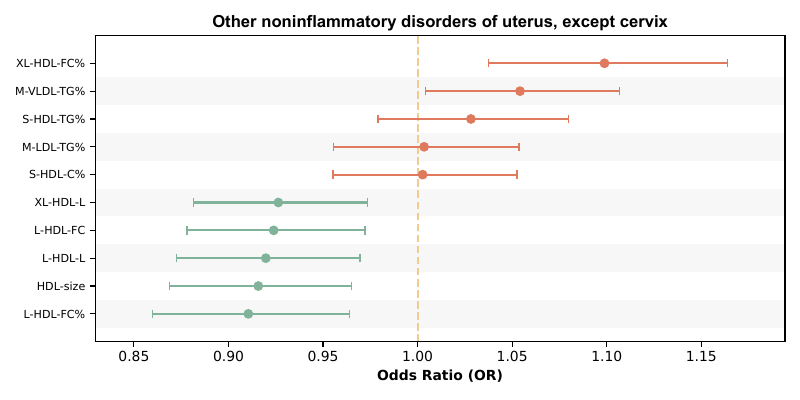 Other noninflammatory disorders of uterus, except cervix
XL-HDL-FC%
M-VLDL-TG%
S-HDL-TG%
M-LDL-TG%
S-HDL-C%
XL-HDL-L
L-HDL-FC
L-HDL-L
HDL-size
L-HDL-FC%
0.85 0.90 0.95 1.00 1.05 1.10 1.15
Odds Ratio (OR)